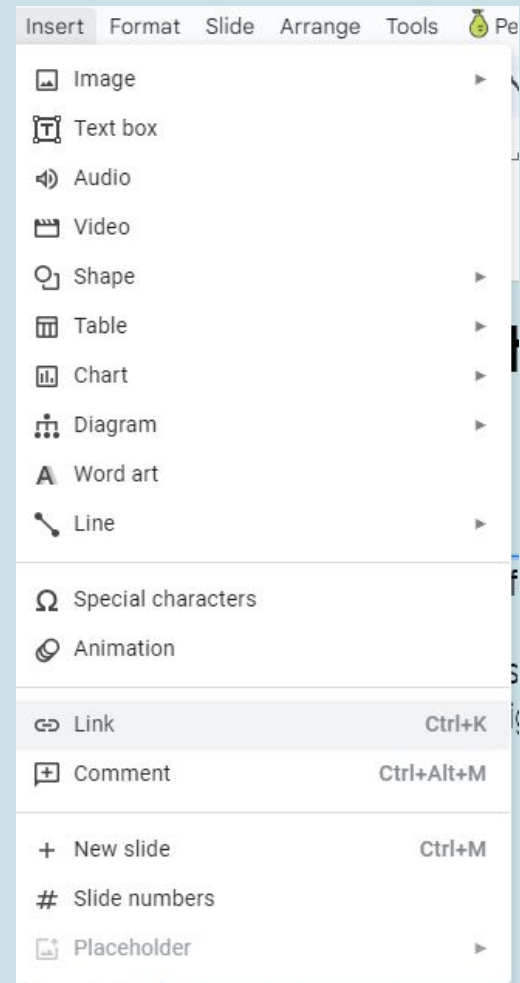 Insert Format Slide Arrange Tools Pe
Image
Text box
Audio
Video
Shape
Table
Chart
Diagram
Word art
Line
Special characters
Animation
Link Ctrl+K
Comment Ctrl+Alt+M
New slide Ctrl+M
Slide numbers
Placeholder